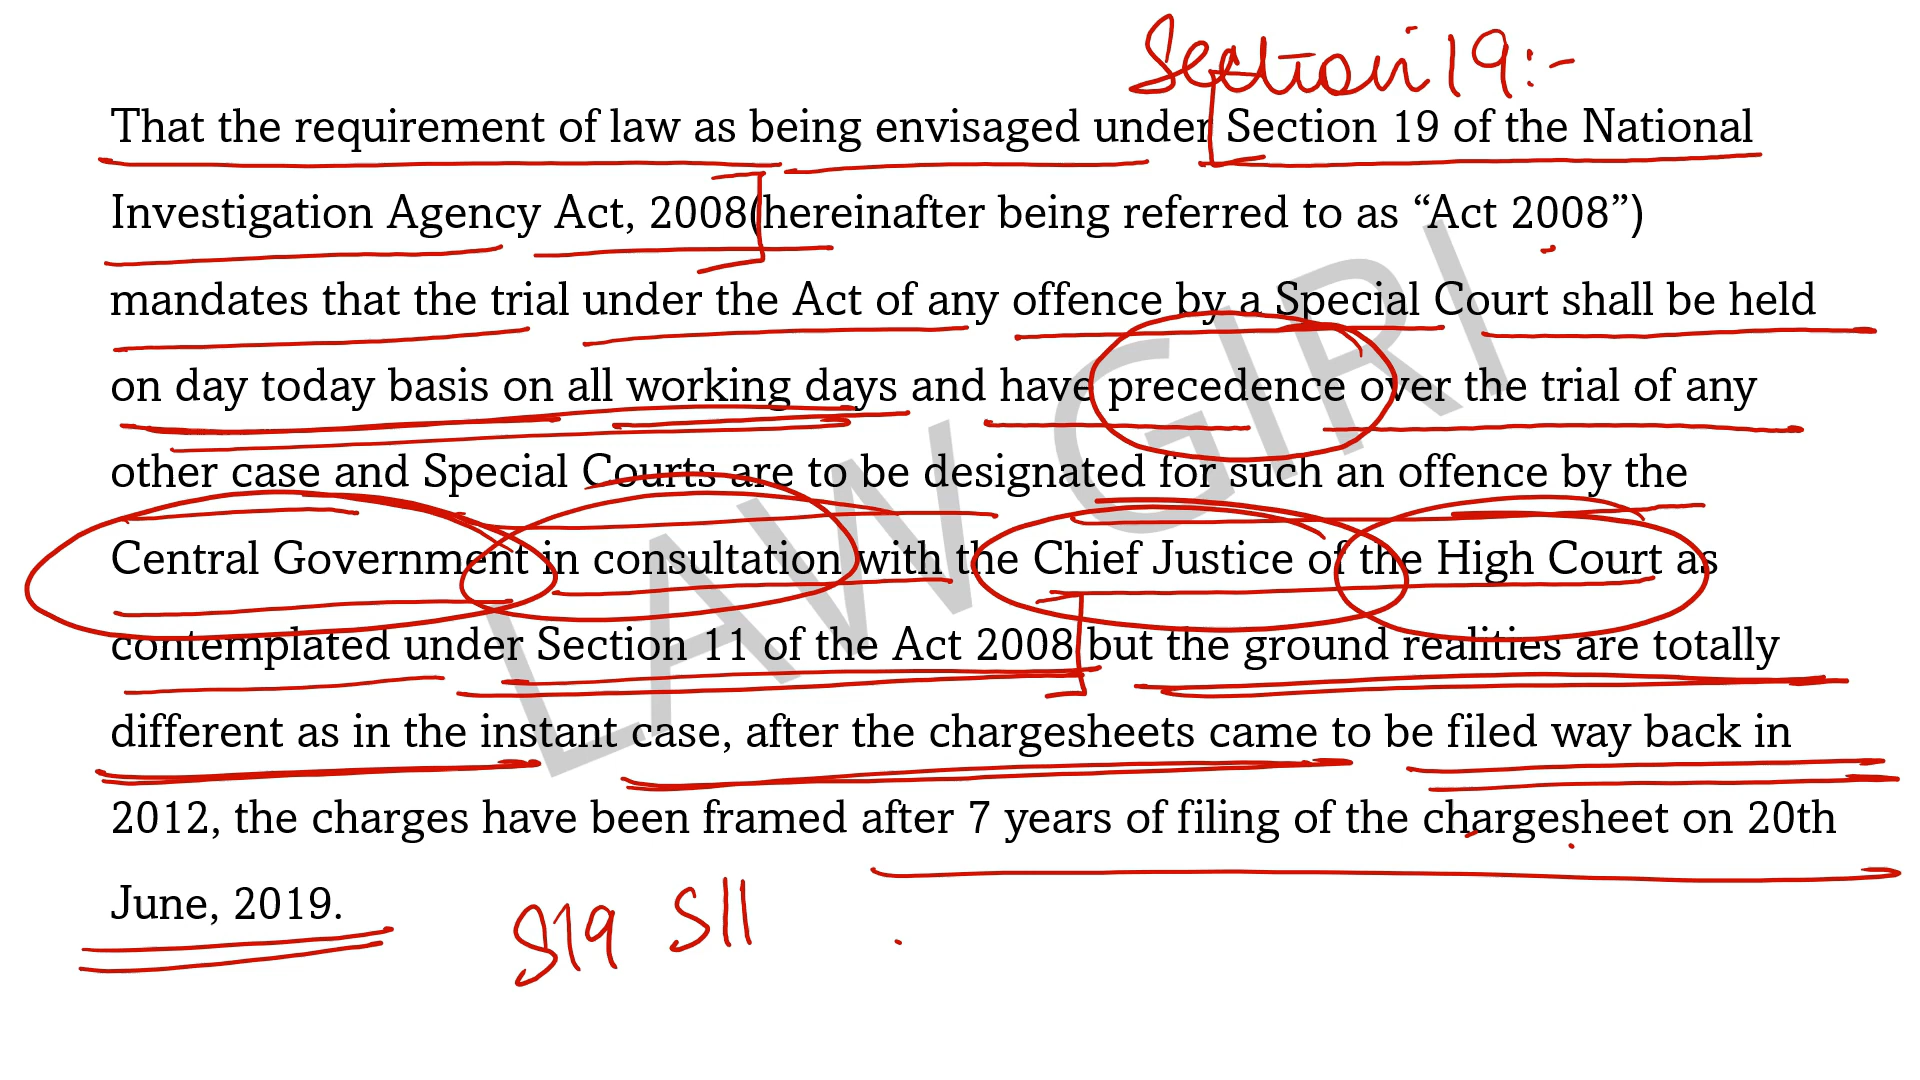 Section 19:-
That the requirement of law as being envisaged under Section 19 of the National
Investigation Agency Act, 2008(hereinafter being referred to as “Act 2008”)
mandates that the trial under the Act of any offence by a Special Court shall be held
on day today basis on all working days and have precedence over the trial of any
other case and Special Courts are to be designated for such an offence by the
Central Government in consultation with the Chief Justice of the High Court as
contemplated under Section 11 of the Act 2008 but the ground realities are totally
different as in the instant case, after the chargesheets came to be filed way back in
2012, the charges have been framed after 7 years of filing of the chargesheet on 20th
June, 2019.
S19 S11
LAW GIRI